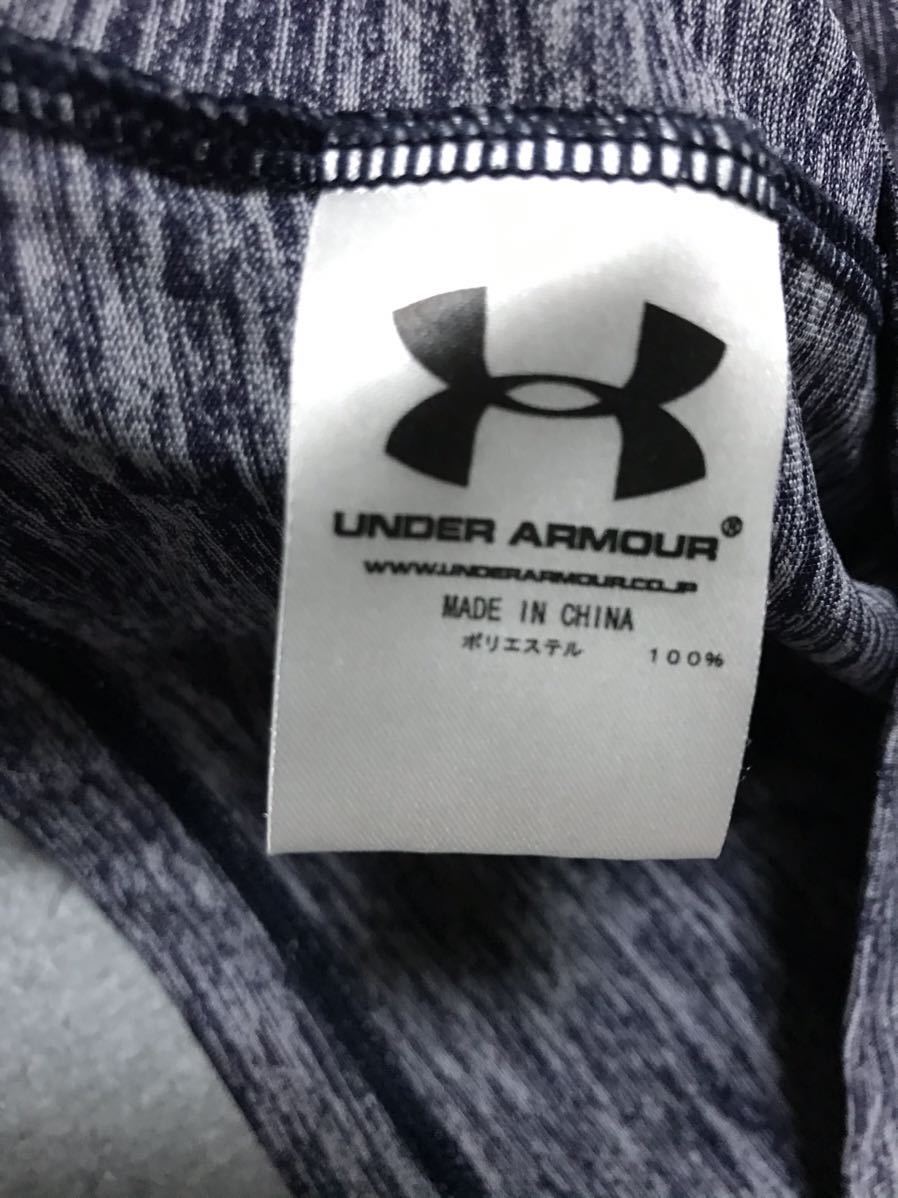 UNDER ARMOUR®
WWW.UNDERARMOUR.CO.JP
MADE IN CHINA
ポリエステル 100%